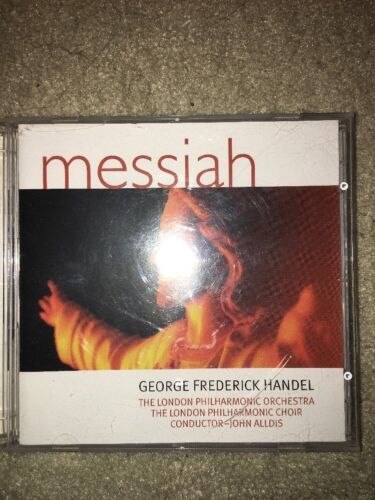 messiah
GEORGE FREDERICK HANDEL
THE LONDON PHILHARMONIC ORCHESTRA
THE LONDON PHILHARMONIC CHOIR
CONDUCTOR-JOHN ALLDIS